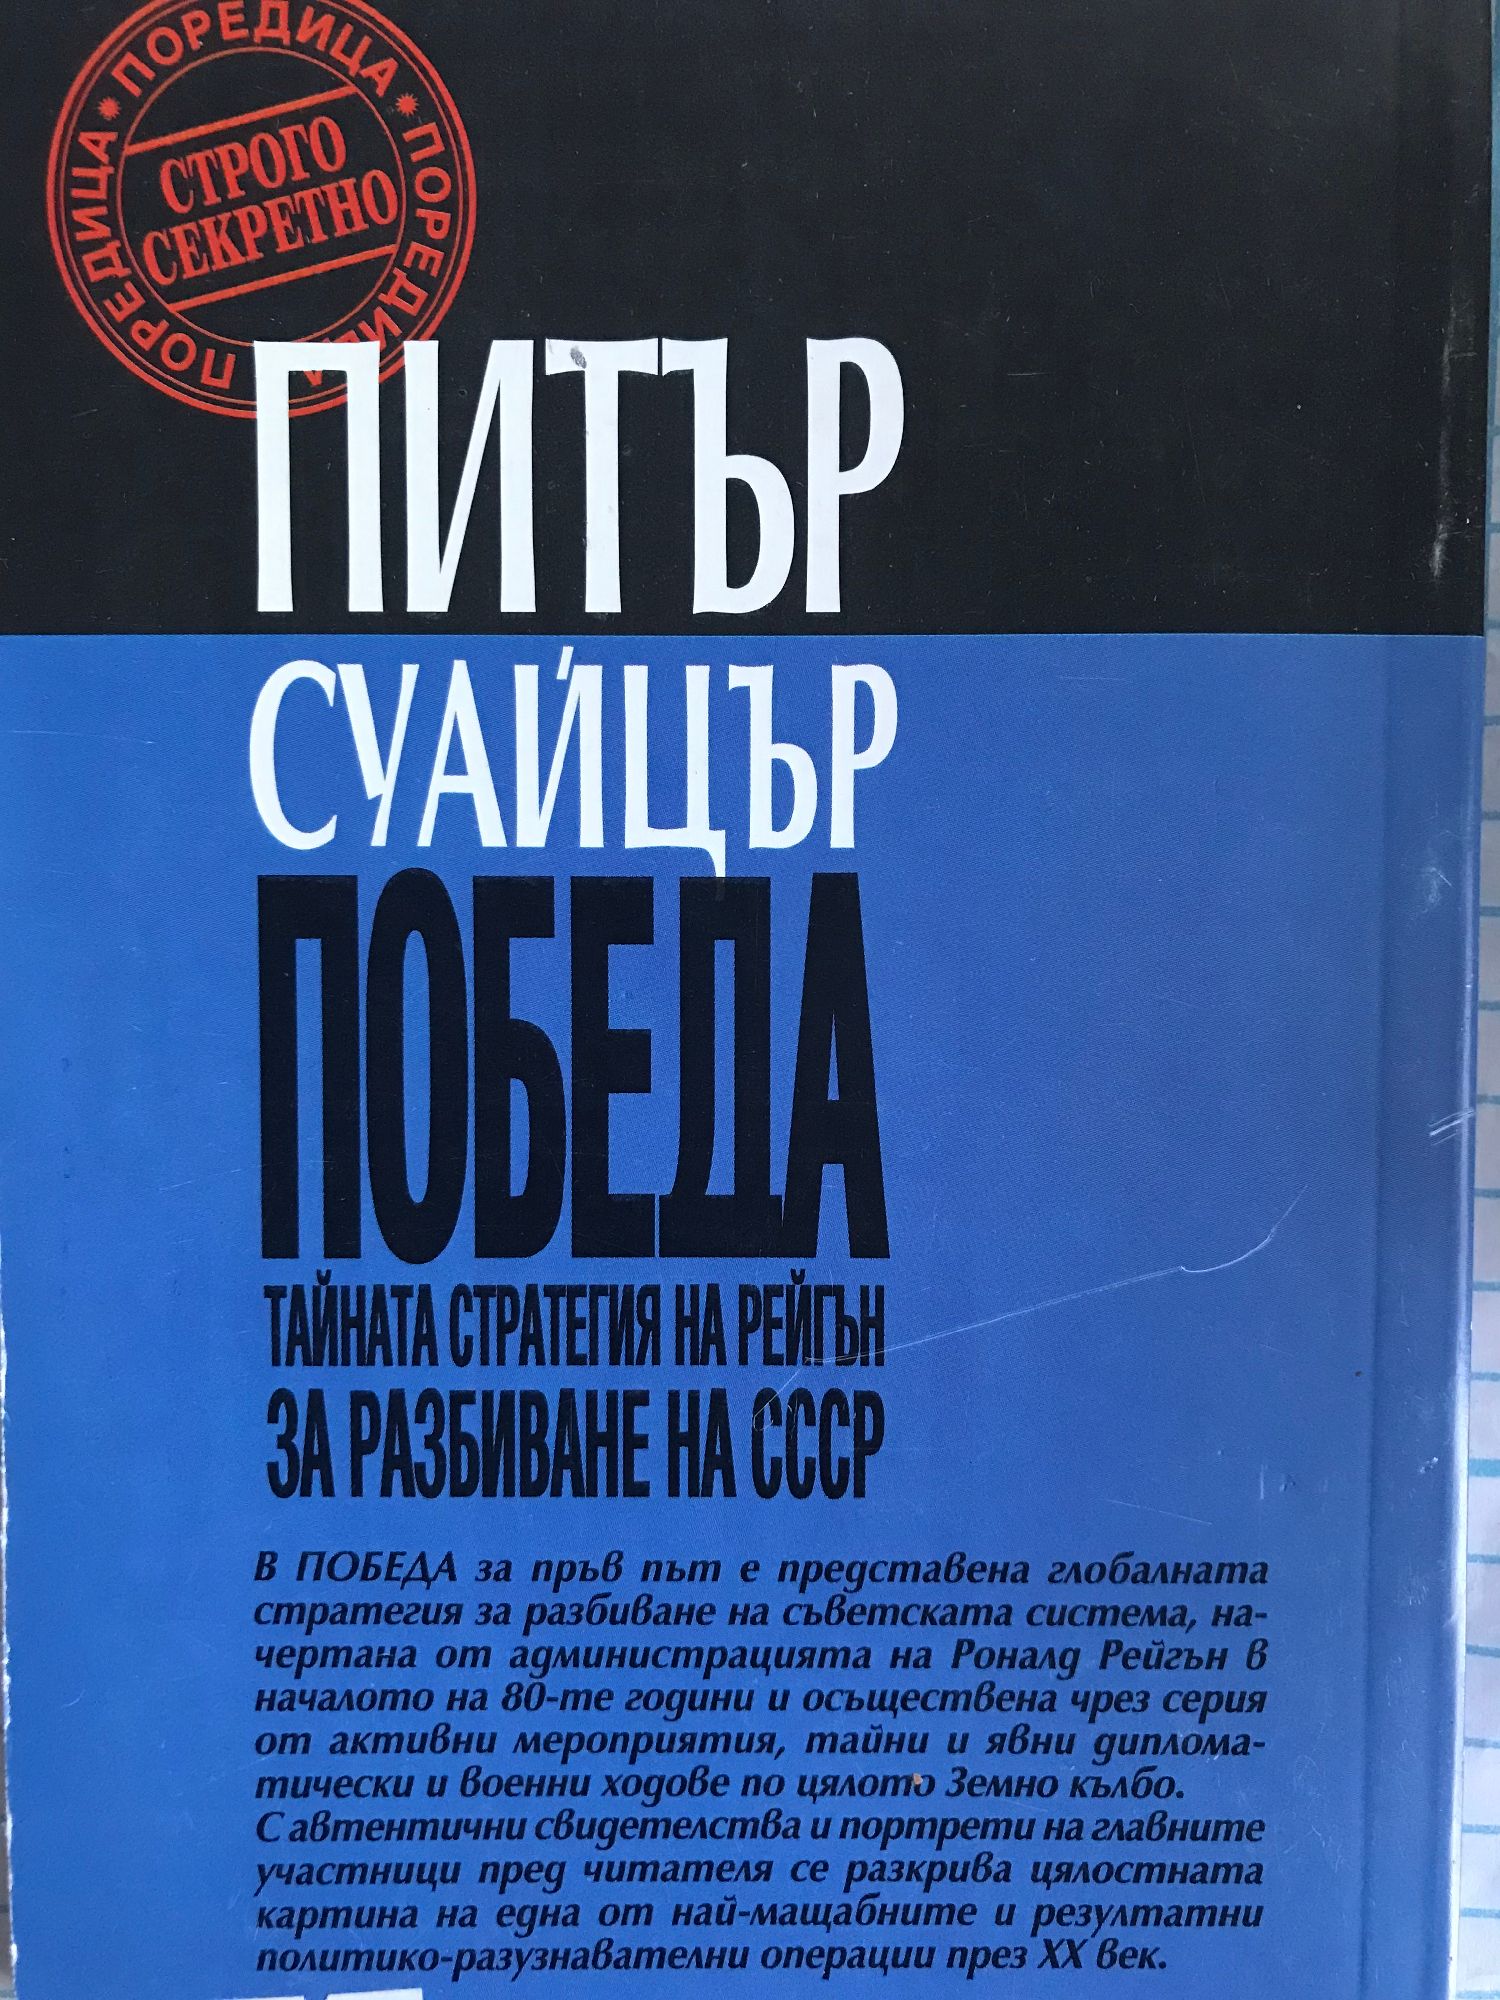 ПОРЕДИЦА * ПОРЕДИЦА ПОРЕДИЦА *
СТРОГО
СЕКРЕТНО
ПИТЪР
СУАЙЦЪР
ПОБЕДА
ТАЙНАТА СТРАТЕГИЯ НА РЕЙГЪН
ЗА РАЗБИВАНЕ НА СССР
В ПОБЕДА за пръв път е представена глобалната
стратегия за разбиване на съветската система, на-
чертана от администрацията на Роналд Рейгън в
началото на 80-те години и осъществена чрез серия
от активни мероприятия, тайни и явни диплома-
тически и военни ходове по цялото Земно кълбо.
С автентични свидетелства и портрети на главните
участници пред читателя се разкрива цялостната
картина на една от най-мащабните и резултатни
политико-разузнавателни операции през XX век.